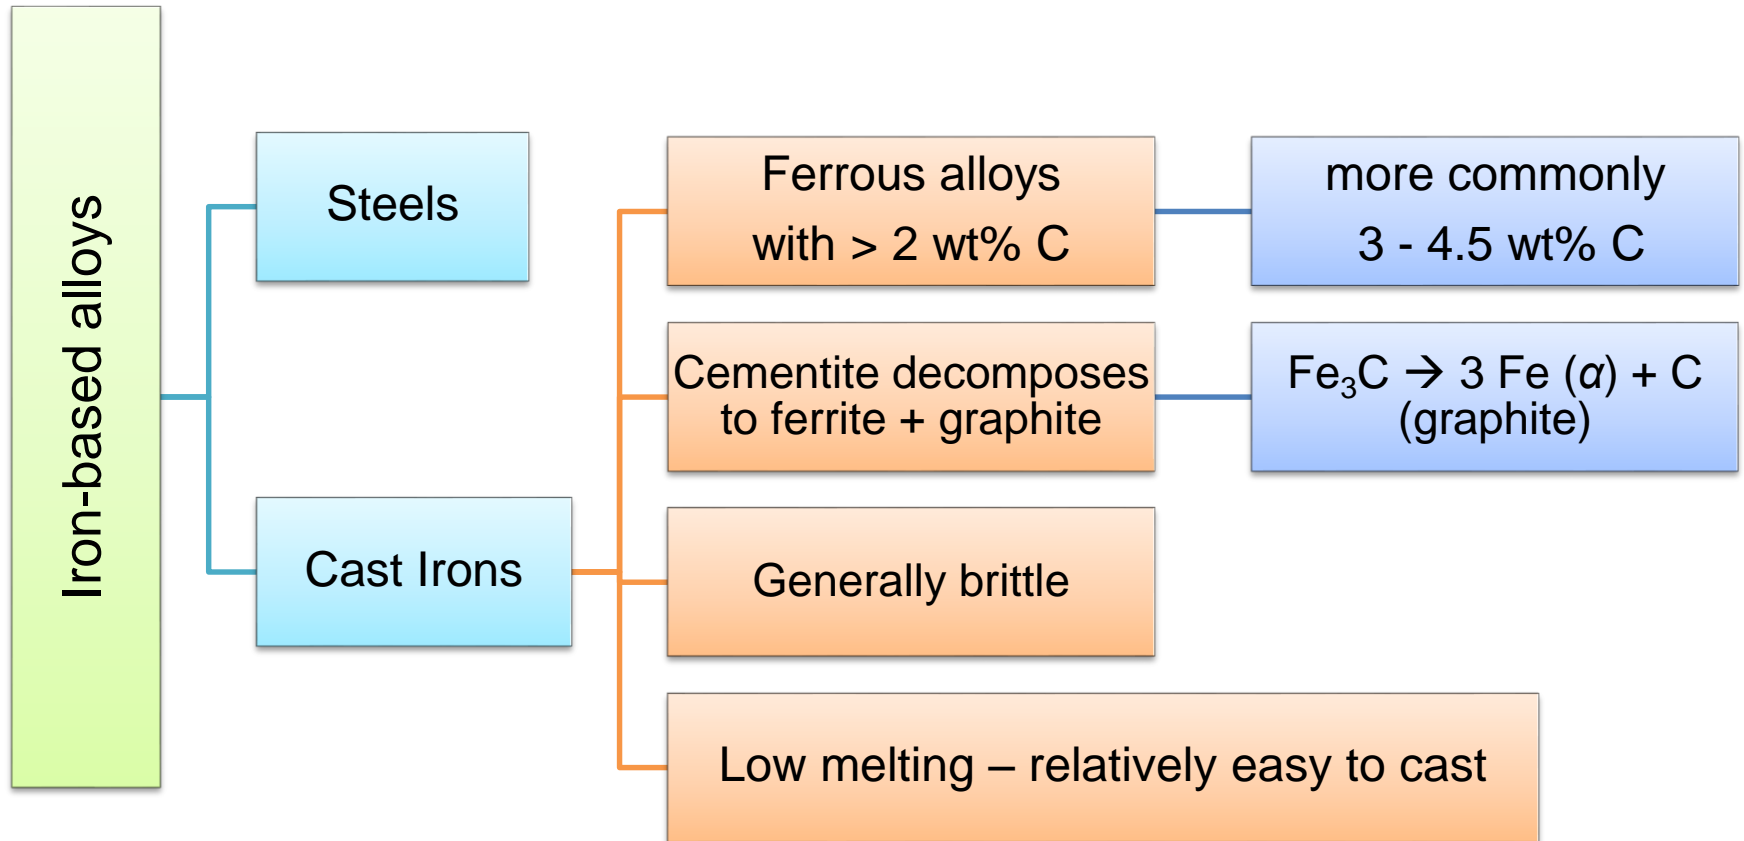 Iron-based alloys
Steels
Cast Irons
Ferrous alloys
with > 2 wt% C
more commonly
3 - 4.5 wt% C
Cementite decomposes
to ferrite + graphite
Fe₃C → 3 Fe (α) + C
(graphite)
Generally brittle
Low melting – relatively easy to cast